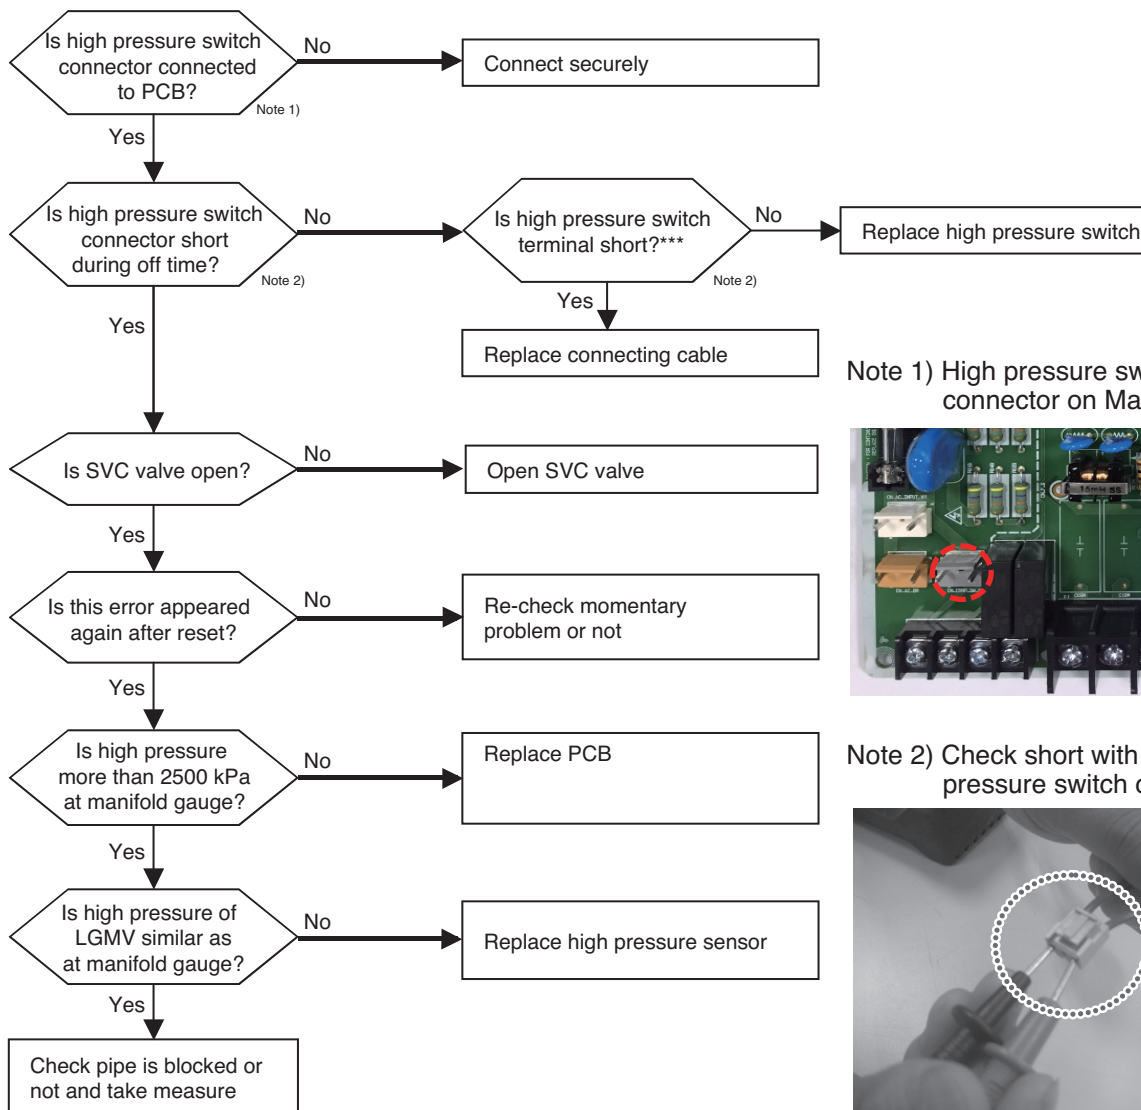 Is high pressure switch
connector connected
to PCB?
Note 1)
No
Connect securely
Yes
Is high pressure switch
connector short
during off time?
Note 2)
No
Is high pressure switch
terminal short?***
Note 2)
No
Replace high pressure switch
Yes
Replace connecting cable
Yes
Is SVC valve open?
No
Open SVC valve
Yes
Is this error appeared
again after reset?
No
Re-check momentary
problem or not
Yes
Is high pressure
more than 2500 kPa
at manifold gauge?
No
Replace PCB
Yes
Is high pressure of
LGMV similar as
at manifold gauge?
No
Replace high pressure sensor
Yes
Check pipe is blocked or
not and take measure
Note 1) High pressure sw
connector on Ma
15mH
Note 2) Check short with
pressure switch